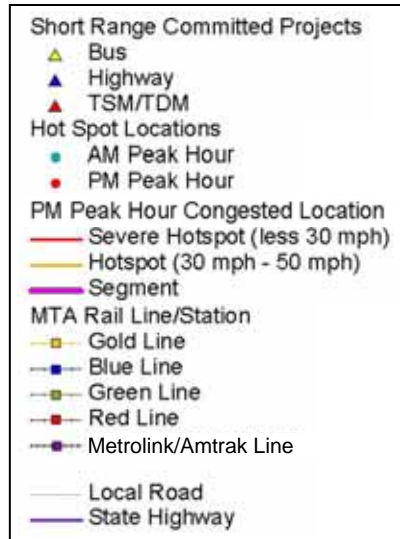 Short Range Committed Projects
Bus
Highway
TSM/TDM
Hot Spot Locations
AM Peak Hour
PM Peak Hour
PM Peak Hour Congested Location
Severe Hotspot (less 30 mph)
Hotspot (30 mph - 50 mph)
Segment
MTA Rail Line/Station
Gold Line
Blue Line
Green Line
Red Line
Metrolink/Amtrak Line
Local Road
State Highway